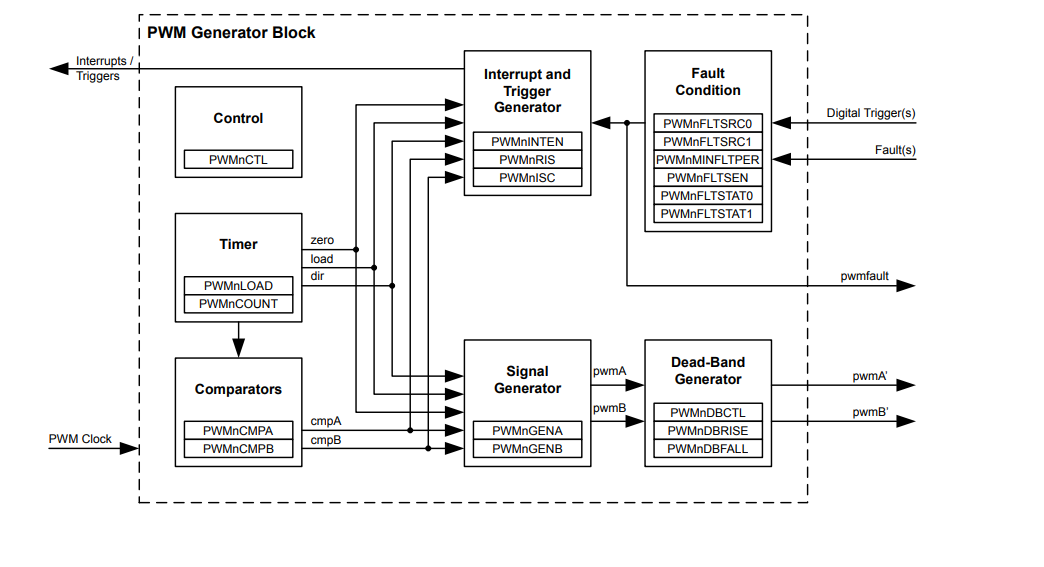 PWM Generator Block
Interrupts /
Triggers
Control
PWMnCTL
Interrupt and
Trigger
Generator
PWMnINTEN
PWMnRIS
PWMnISC
Fault
Condition
PWMnFLTSRC0
PWMnFLTSRC1
PWMnMINFLTPER
PWMnFLTSEN
PWMnFLTSTAT0
PWMnFLTSTAT1
Digital Trigger(s)
Fault(s)
Timer
PWMnLOAD
PWMnCOUNT
zero
load
dir
pwmfault
Comparators
PWMnCMPA
PWMnCMPB
cmpA
cmpB
PWM Clock
Signal
Generator
PWMnGENA
PWMnGENB
pwmA
pwmB
Dead-Band
Generator
PWMnDBCTL
PWMnDBRISE
PWMnDBFALL
pwmA’
pwmB’